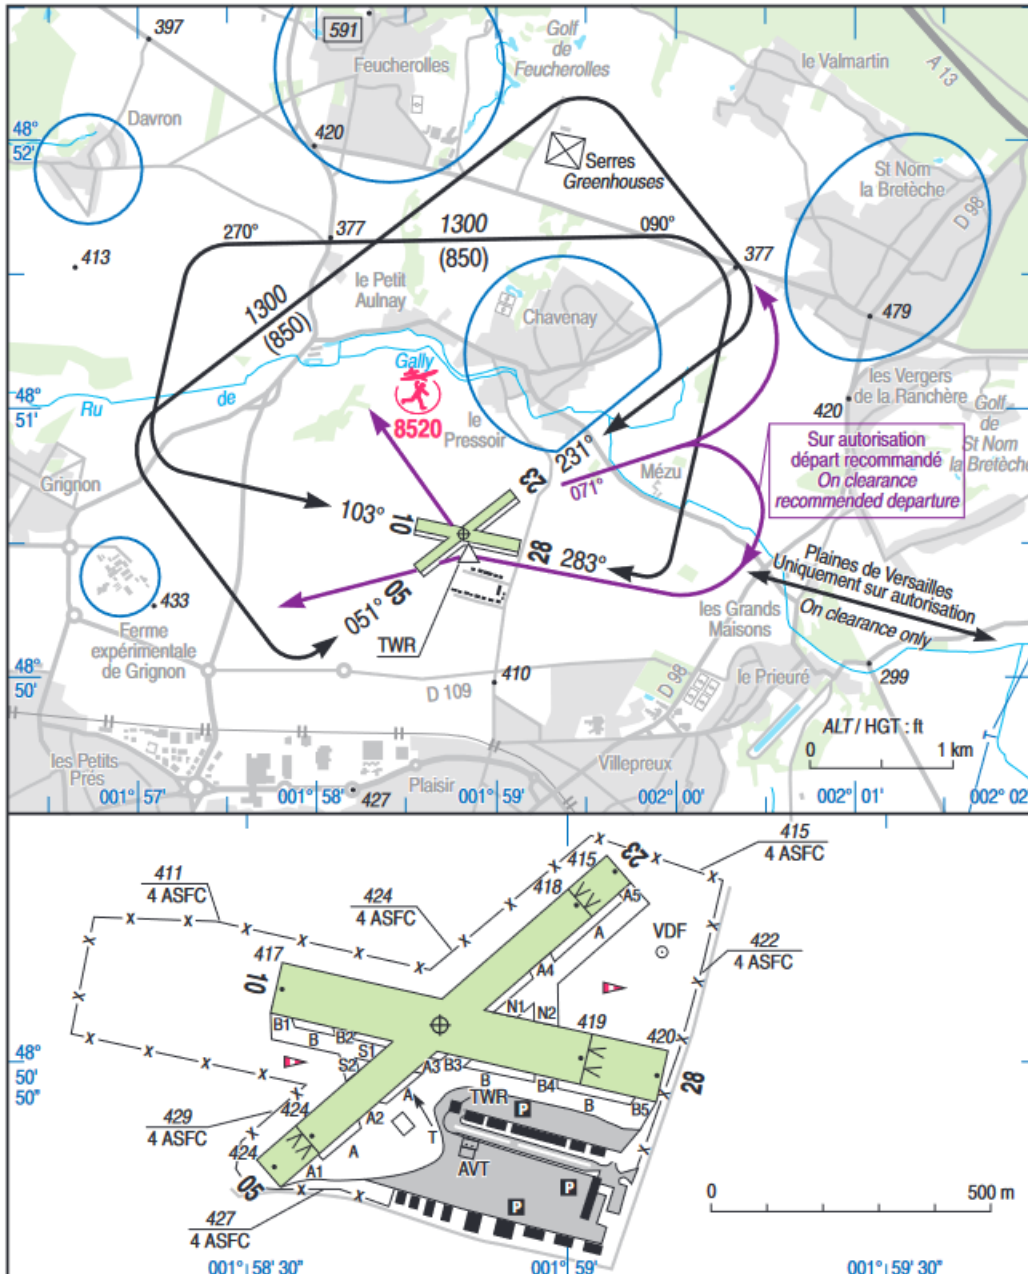 397
591
Feucherolles
Golf
de
Feucherolles
le Valmartin
A 13
Davron
48°
52'
420
Serres
Greenhouses
St Nom
la Bretèche
D 98
270°
377
1300
(850)
090°
377
413
le Petit
Aulnay
1300
(850)
Chavenay
479
Gally
8520
Ru
de
48°
51'
le
Pressoir
les Vergers
de la Ranchère
420
Golf
de
St Nom
la Bretèche
Sur autorisation
départ recommandé
On clearance
recommended departure
231°
23
071°
Mézu
Grignon
103°
10
28
283°
051°
05
TWR
Plaines de Versailles
Uniquement sur autorisation
On clearance only
433
Ferme
expérimentale
de Grignon
les Grands
Maisons
48°
50'
D 109
410
D 98
le Prieuré
299
ALT / HGT : ft
0
1 km
T
les Petits
Prés
Plaisir
Villepreux
427
001° 57'
001° 58'
001° 59'
002° 00'
002° 01'
002° 02
415
4 ASFC
411
4 ASFC
424
4 ASFC
415
23
418
A5
A
VDF
422
4 ASFC
417
10
A4
N1
N2
419
420
B1
B
B2
S1
S2
A3
B3
B
B4
B
B5
28
48°
50'
50"
TWR
P
A
A2
T
429
4 ASFC
424
424
A
A1
AVT
P
P
05
427
4 ASFC
0
500 m
001° 58' 30"
001° 59'
001° 59' 30"